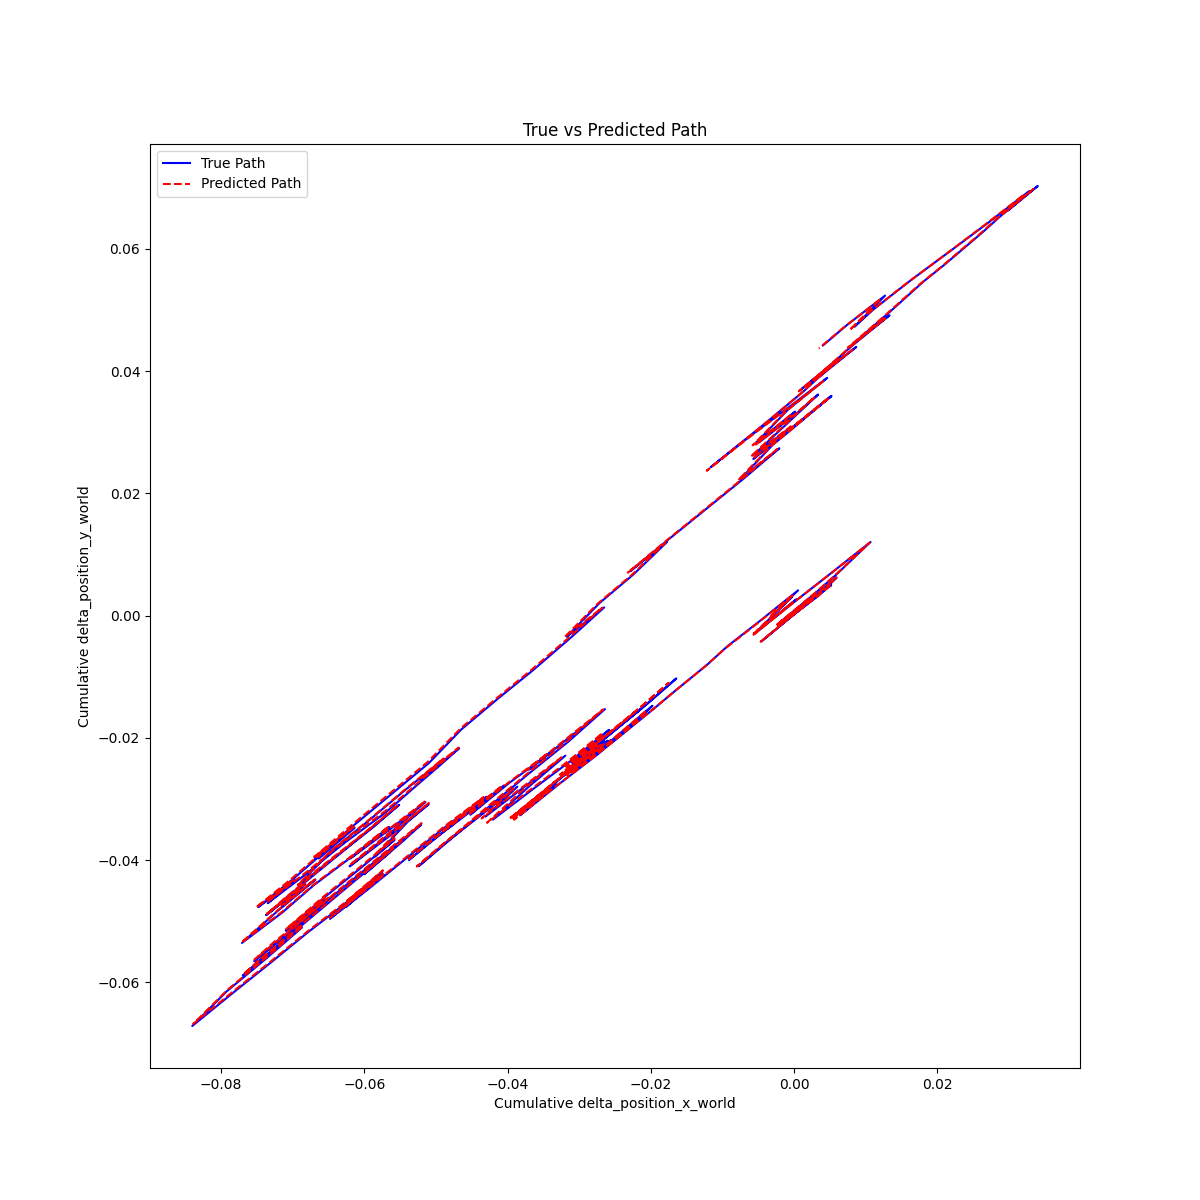 True vs Predicted Path
True Path
Predicted Path
Cumulative delta_position_y_world
0.06
0.04
0.02
0.00
−0.02
−0.04
−0.06
−0.08
−0.06
−0.04
−0.02
0.00
0.02
Cumulative delta_position_x_world